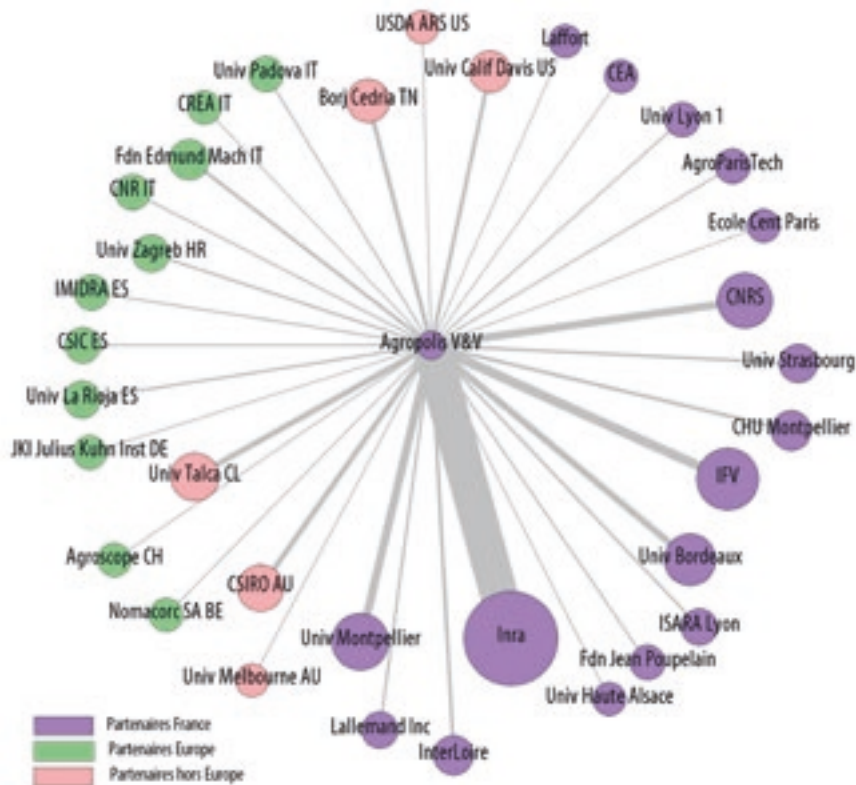 USDA ARS US
Laffort
Univ Padova IT
Univ Calif Davis US
CEA
Borj Cedria TN
CREA IT
Univ Lyon 1
Fdn Edmund Mach IT
AgroParisTech
CNR IT
Ecole Cent Paris
Univ Zagreb HR
IMIDRA ES
CNRS
CSIC ES
Agropolis V&V
Univ Strasbourg
Univ La Rioja ES
CHU Montpellier
JKI Julius Kuhn Inst DE
Univ Talca CL
IFV
Agroscope CH
Univ Bordeaux
CSIRO AU
Nomacorc SA BE
ISARA Lyon
Univ Montpellier
Inra
Fdn Jean Poupelain
Univ Melbourne AU
Univ Haute Alsace
Lallemand Inc
InterLoire
Partenaires France
Partenaires Europe
Partenaires hors Europe